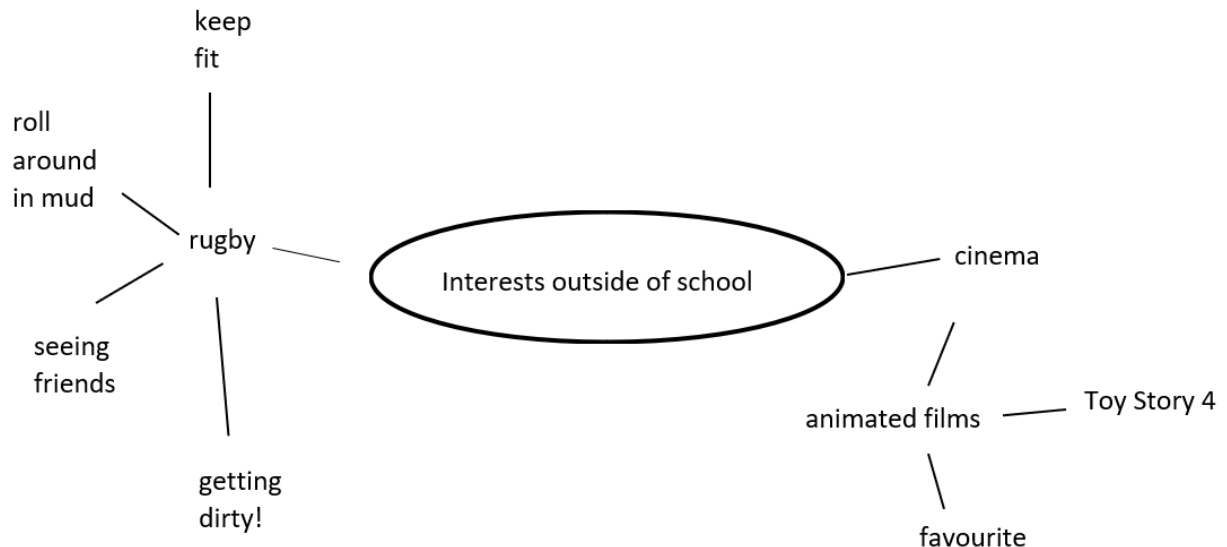 keep
fit
roll
around
in mud
rugby
seeing
friends
getting
dirty!
Interests outside of school
cinema
animated films
Toy Story 4
favourite